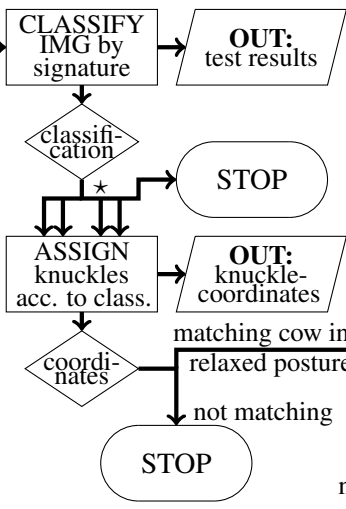 CLASSIFY
IMG by
signature
OUT:
test results
classifi-
cation
⋆
STOP
ASSIGN
knuckles
acc. to class.
OUT:
knuckle-
coordinates
coordi-
nates
matching cow in
relaxed posture
not matching
STOP
n